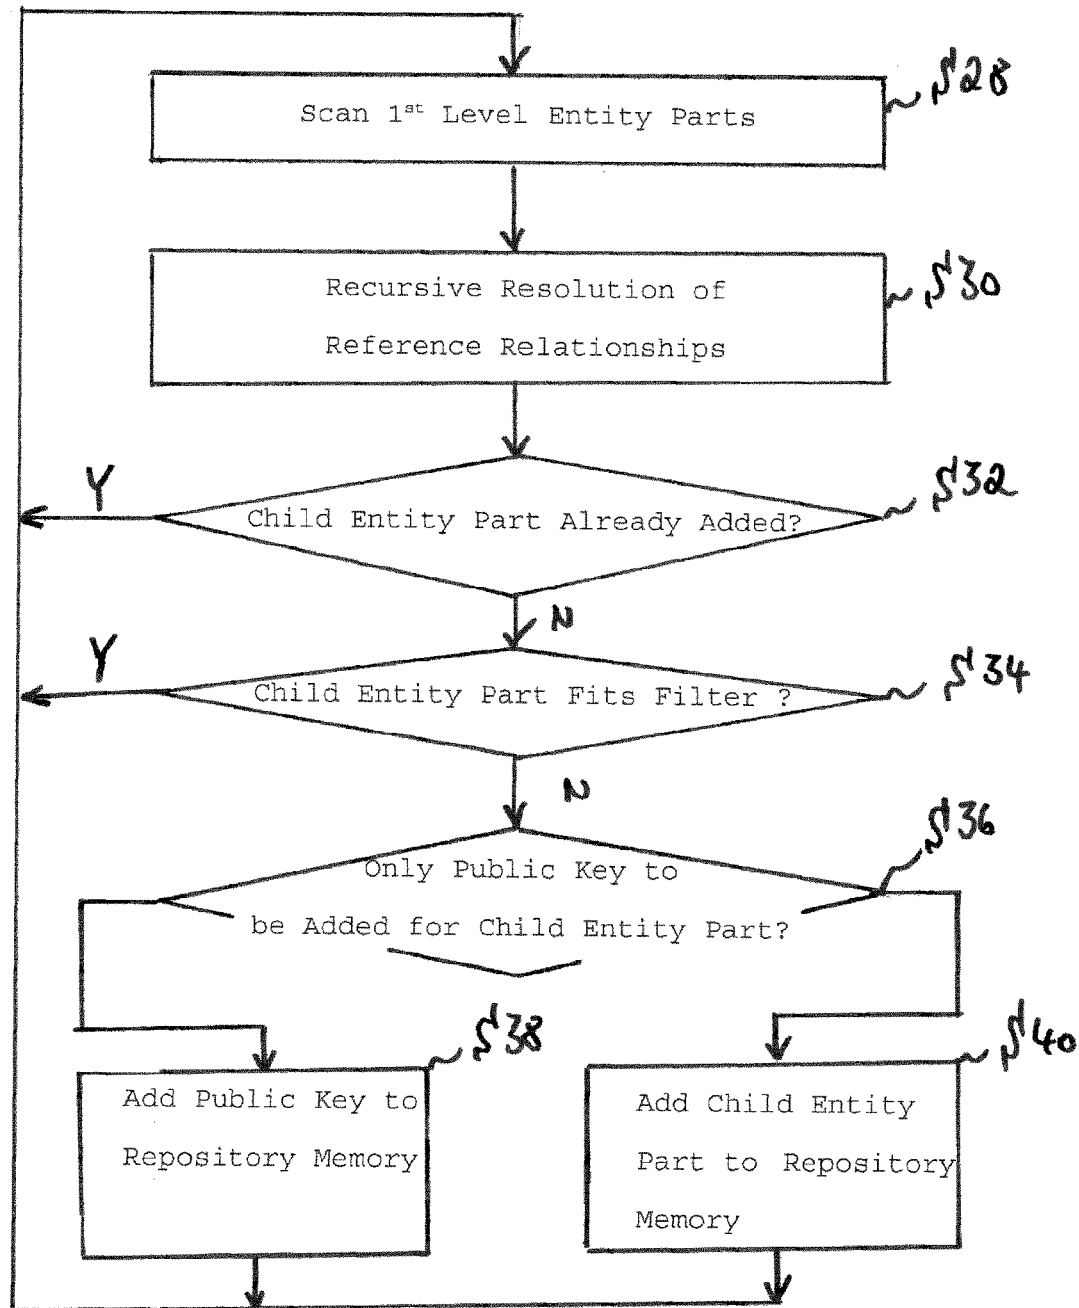 Scan 1st Level Entity Parts
S28
Recursive Resolution of
Reference Relationships
S30
Y
Child Entity Part Already Added?
S32
N
Y
Child Entity Part Fits Filter ?
S34
N
Only Public Key to
be Added for Child Entity Part?
S36
Add Public Key to
Repository Memory
S38
Add Child Entity
Part to Repository
Memory
S40